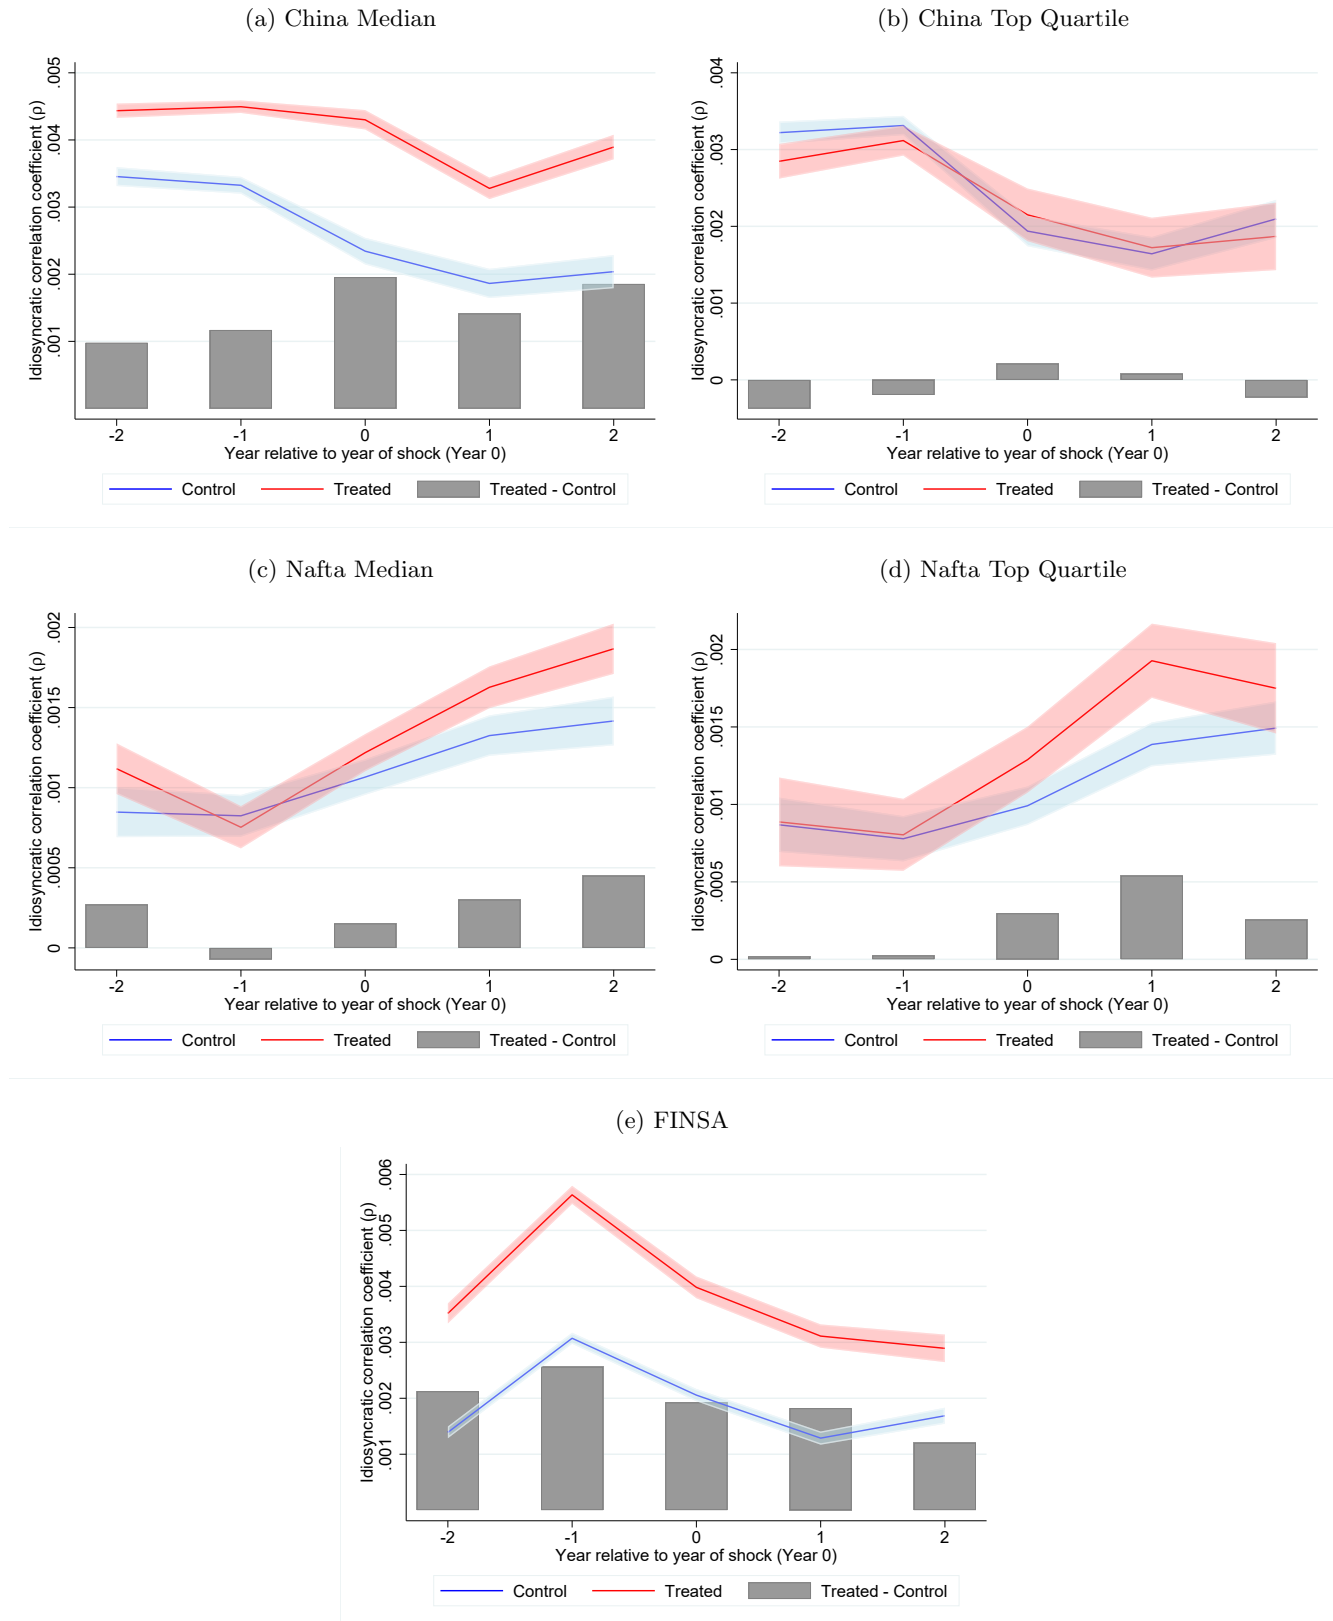 (a) China Median
(b) China Top Quartile
Idiosyncratic correlation coefficient (ρ)
.005
.004
.003
.002
.001
-2 -1 0 1 2
Year relative to year of shock (Year 0)
Control Treated Treated - Control
Idiosyncratic correlation coefficient (ρ)
.004
.003
.002
.001
0
-2 -1 0 1 2
Year relative to year of shock (Year 0)
Control Treated Treated - Control
(c) Nafta Median
(d) Nafta Top Quartile
Idiosyncratic correlation coefficient (ρ)
.002
.0015
.001
.0005
0
-2 -1 0 1 2
Year relative to year of shock (Year 0)
Control Treated Treated - Control
Idiosyncratic correlation coefficient (ρ)
.002
.0015
.001
.0005
0
-2 -1 0 1 2
Year relative to year of shock (Year 0)
Control Treated Treated - Control
(e) FINSA
Idiosyncratic correlation coefficient (ρ)
.006
.005
.004
.003
.002
.001
-2 -1 0 1 2
Year relative to year of shock (Year 0)
Control Treated Treated - Control